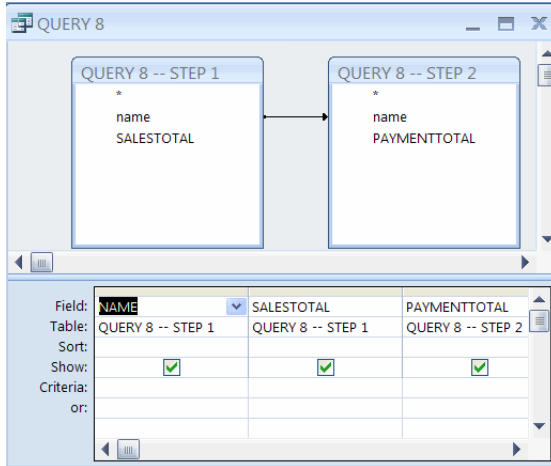 QUERY 8
QUERY 8 -- STEP 1
*
name
SALESTOTAL
QUERY 8 -- STEP 2
*
name
PAYMENTTOTAL
Field: NAME SALESTOTAL PAYMENTTOTAL
Table: QUERY 8 -- STEP 1 QUERY 8 -- STEP 1 QUERY 8 -- STEP 2
Sort:
Show:
Criteria:
or: